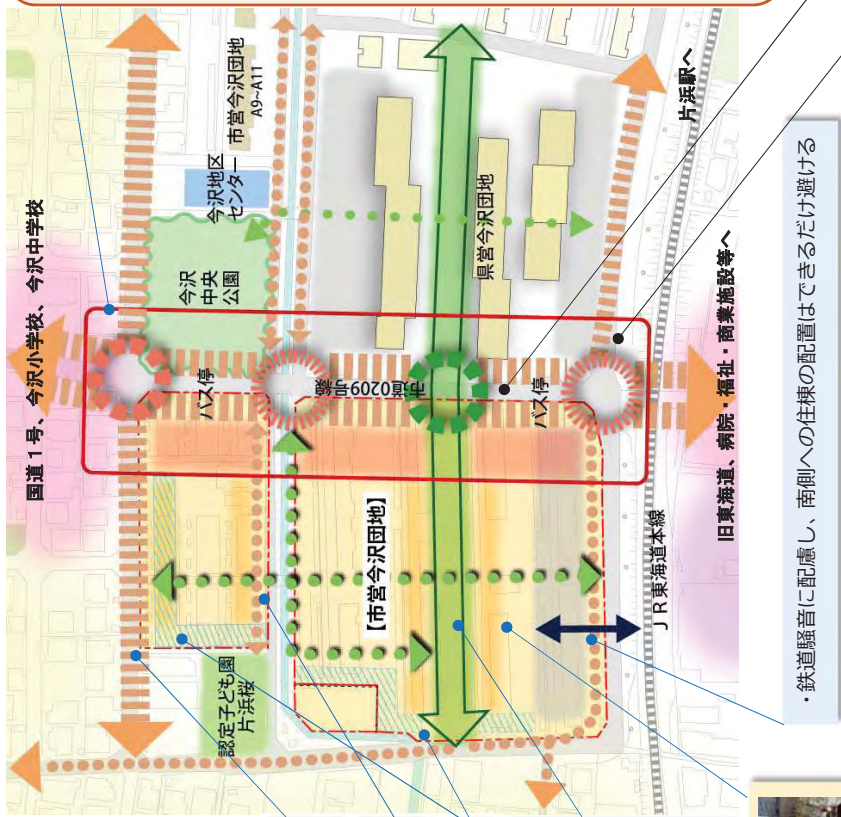 国道１号、今沢小学校、今沢中学校
市営今沢団地
A9~A11
今沢地区
センター
今沢
中央
公園
バス停
市道0209号線
県営今沢団地
認定子ども園
片浜桜
【市営今沢団地】
バス停
片浜駅へ
ＪＲ東海道本線
旧東海道、病院・福祉・商業施設等へ
・鉄道騒音に配慮し、南側への住棟の配置はできるだけ避ける